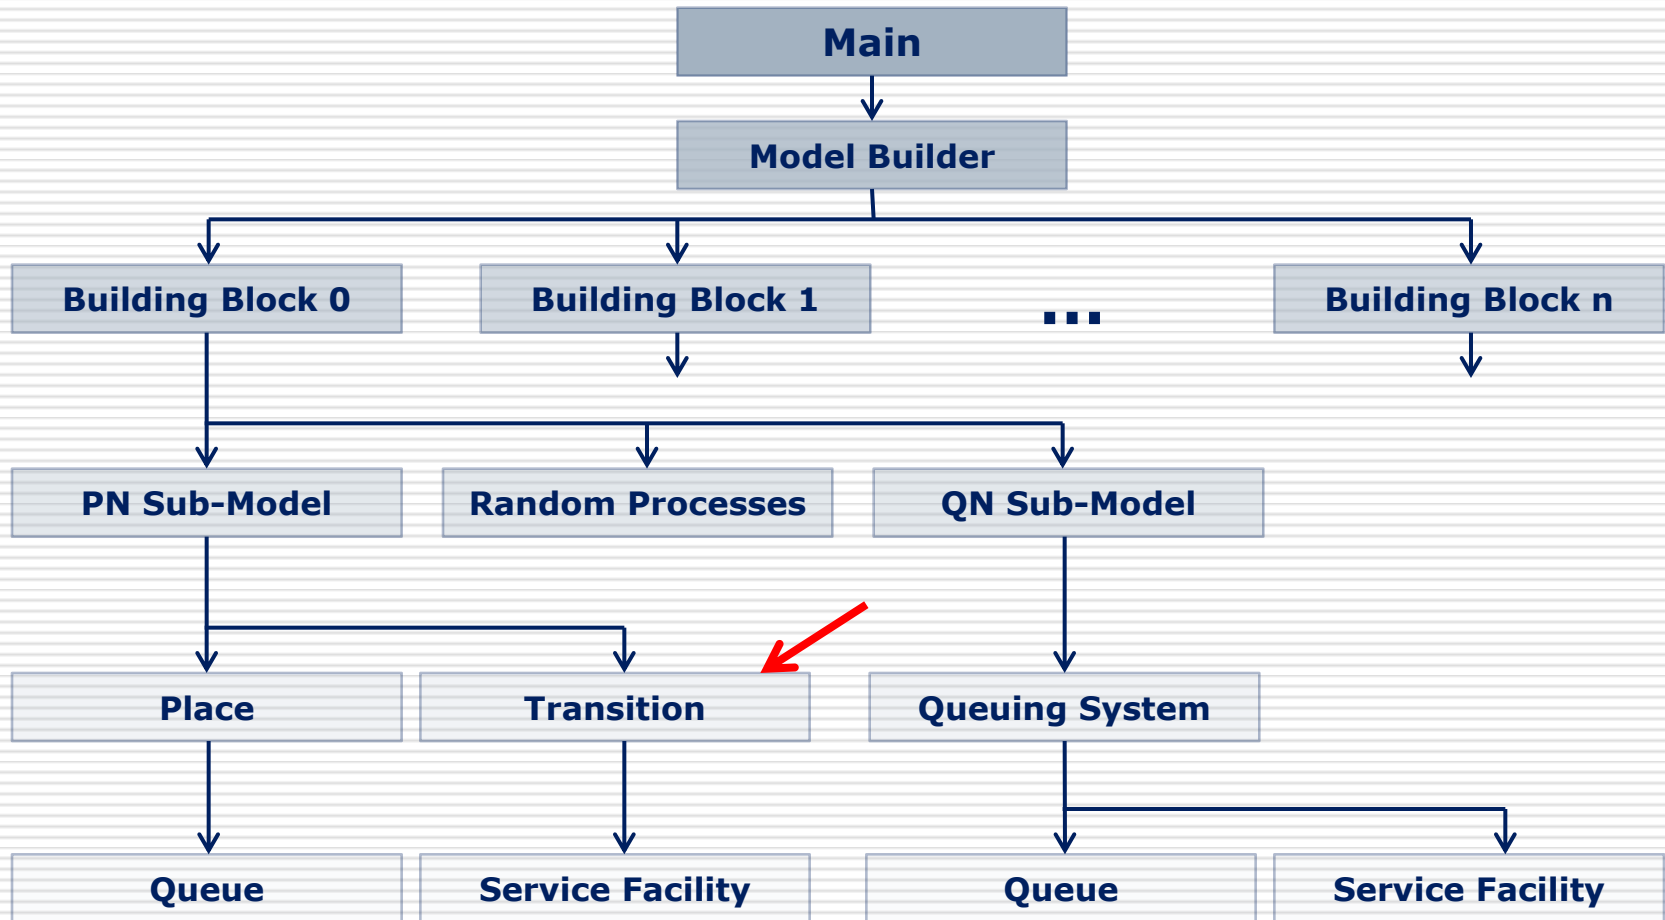 Main
Model Builder
Building Block 0
Building Block 1
...
Building Block n
PN Sub-Model
Random Processes
QN Sub-Model
Place
Transition
Queuing System
Queue
Service Facility
Queue
Service Facility